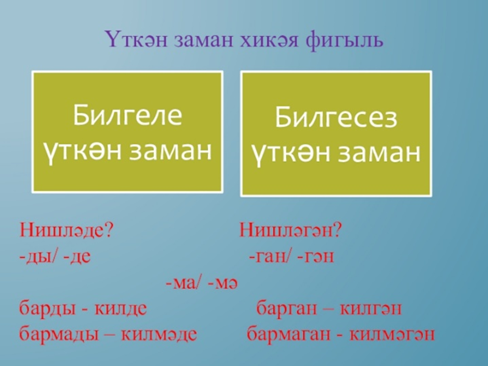 Үткән заман хикәя фигыль
Билгеле
үткән заман
Билгесез
үткән заман
Нишләде? Нишләгән?
-ды/ -де -ган/ -гән
-ма/ -мә
барды - килде барган – килгән
бармады – килмәде бармаган - килмәгән